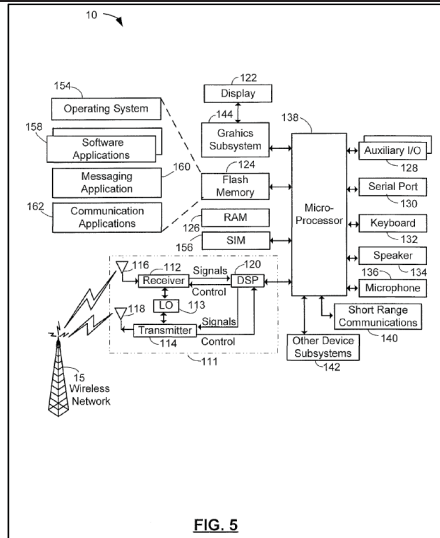 10
154
Operating System
158
Software
Applications
160
Messaging
Application
162
Communication
Applications
122
Display
144
Grahics
Subsystem
124
Flash
Memory
RAM
126
SIM
156
138
Micro-
Processor
Auxiliary I/O
128
Serial Port
130
Keyboard
132
Speaker
134
136
Microphone
Short Range
Communications
140
Other Device
Subsystems
142
116
112
Signals
120
Receiver
DSP
Control
118
LO
113
Signals
Transmitter
114
Control
111
15
Wireless
Network
FIG. 5